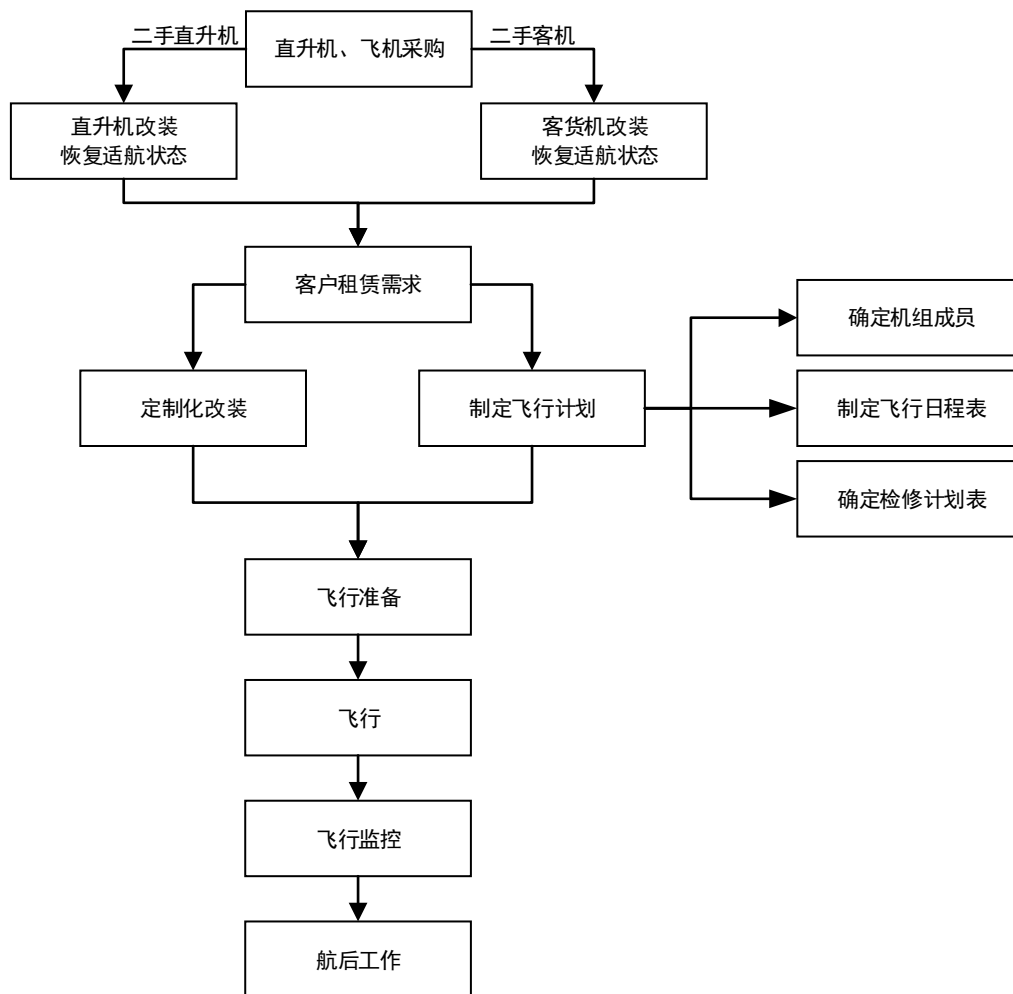 二手直升机
直升机、飞机采购
二手客机
直升机改装
恢复适航状态
客货机改装
恢复适航状态
客户租赁需求
确定机组成员
定制化改装
制定飞行计划
制定飞行日程表
确定检修计划表
飞行准备
飞行
飞行监控
航后工作